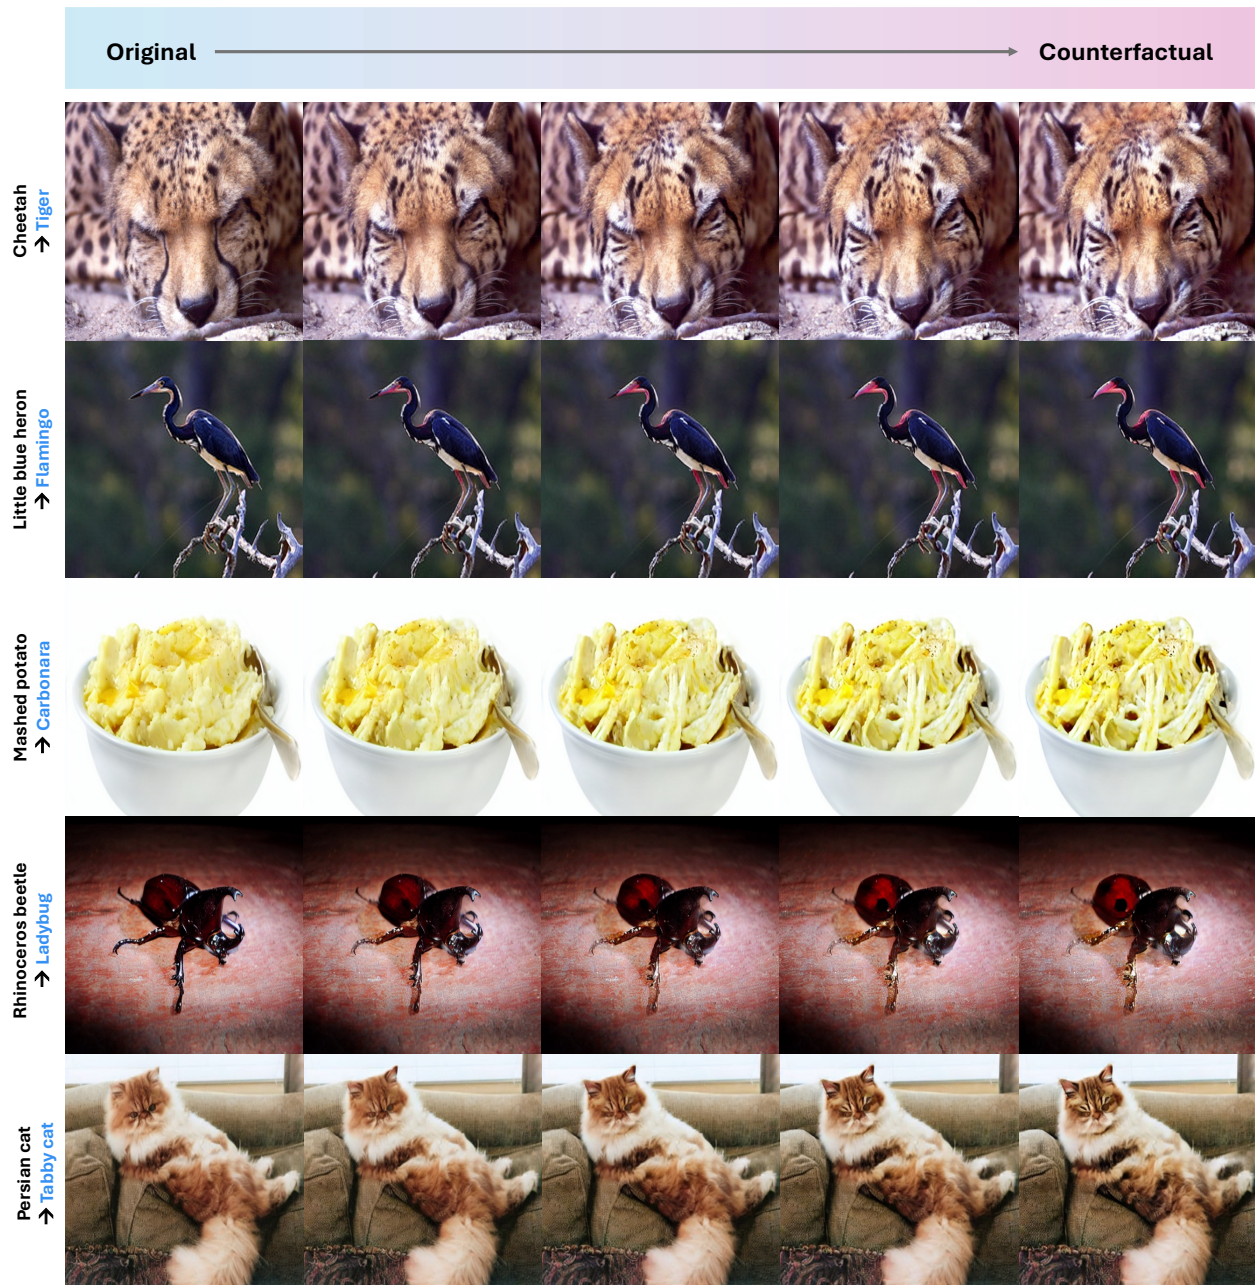 Original
Counterfactual
Cheetah
→ Tiger
Little blue heron
→ Flamingo
Mashed potato
→ Carbonara
Rhinoceros beetle
→ Ladybug
Persian cat
→ Tabby cat